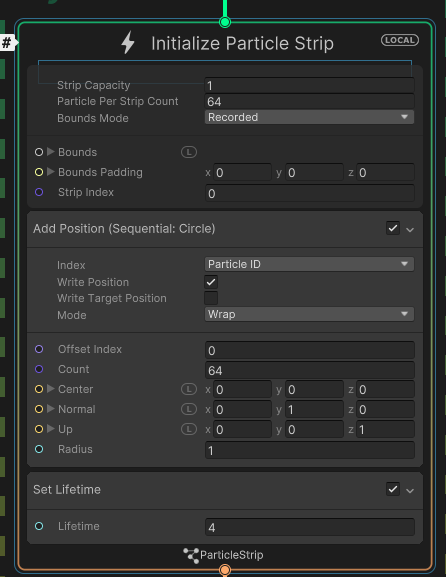 #
Initialize Particle Strip LOCAL
Strip Capacity 1
Particle Per Strip Count 64
Bounds Mode Recorded
Bounds L
Bounds Padding x 0 y 0 z 0
Strip Index 0
Add Position (Sequential: Circle)
Index Particle ID
Write Position
Write Target Position
Mode Wrap
Offset Index 0
Count 64
Center L x 0 y 0 z 0
Normal L x 0 y 1 z 0
Up L x 0 y 0 z 1
Radius 1
Set Lifetime
Lifetime 4
ParticleStrip